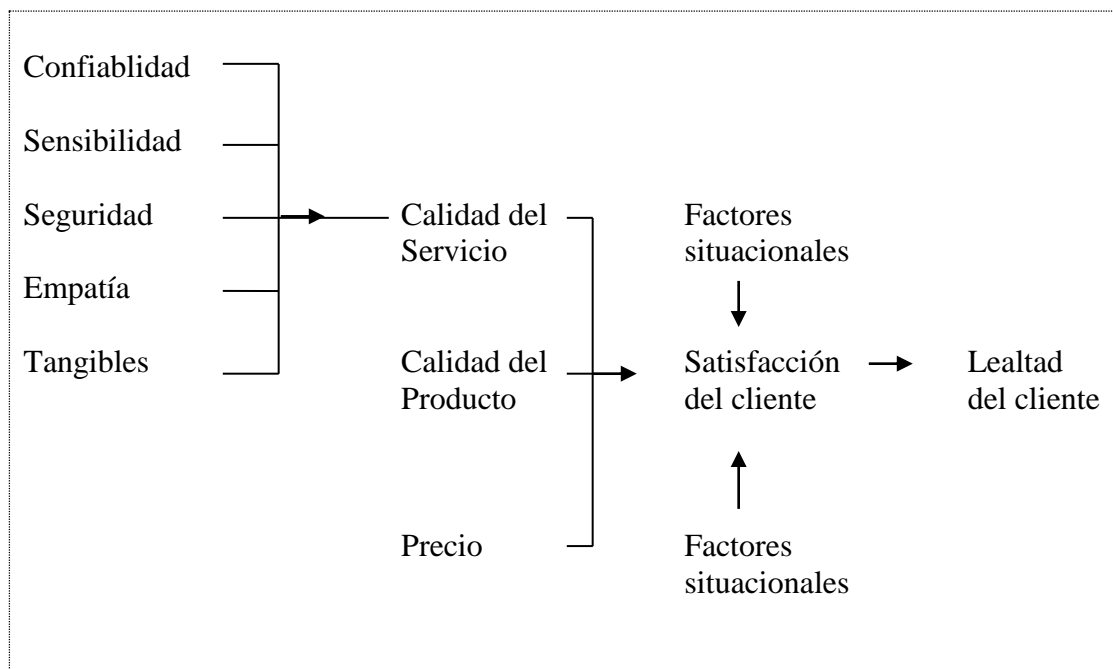 Confiablidad
Sensibilidad
Seguridad
Empatía
Tangibles
Calidad del
Servicio
Calidad del
Producto
Precio
Factores
situacionales
Satisfacción
del cliente
Factores
situacionales
Lealtad
del cliente